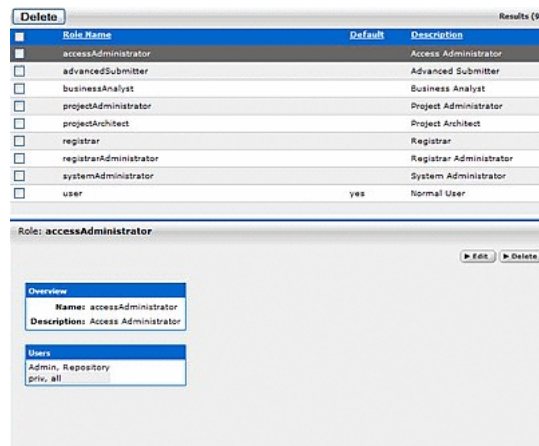 Delete Results (9
Role Name Default Description
accessAdministrator Access Administrator
advancedSubmitter Advanced Submitter
businessAnalyst Business Analyst
projectAdministrator Project Administrator
projectArchitect Project Architect
registrar Registrar
registrarAdministrator Registrar Administrator
systemAdministrator System Administrator
user yes Normal User
Role: accessAdministrator
Edit Delete
Overview
Name: accessAdministrator
Description: Access Administrator
Users
Admin, Repository
priv, all